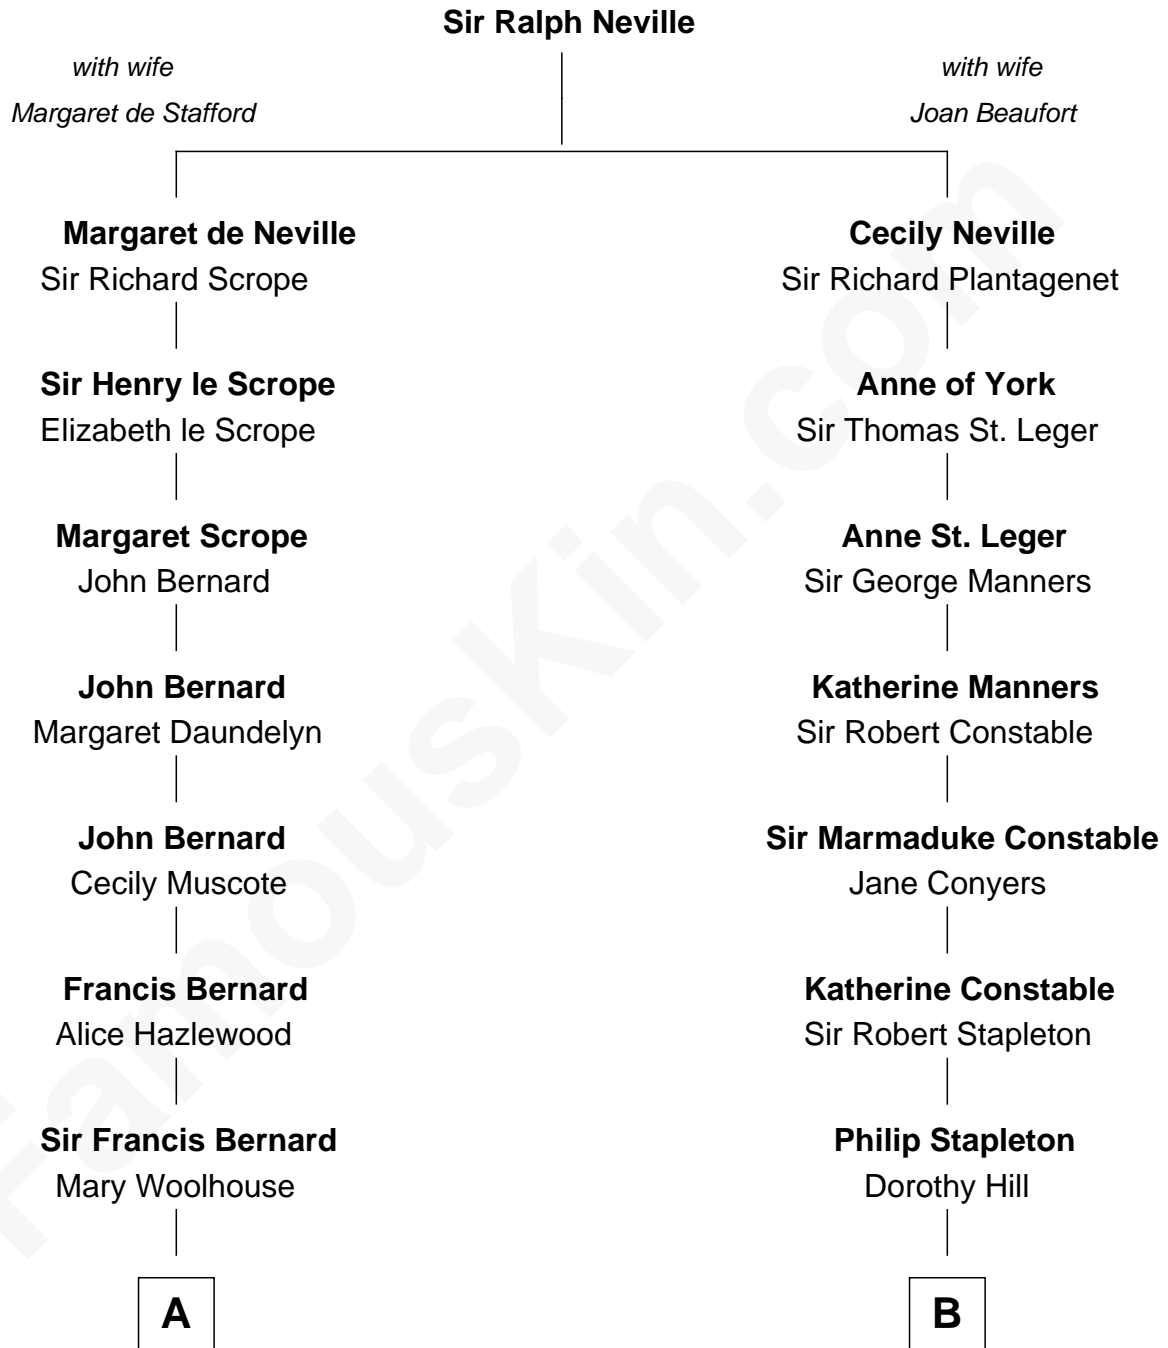 Sir Ralph Neville
with wife
Margaret de Stafford
with wife
Joan Beaufort
Margaret de Neville
Sir Richard Scrope
Cecily Neville
Sir Richard Plantagenet
Sir Henry le Scrope
Elizabeth le Scrope
Anne of York
Sir Thomas St. Leger
Margaret Scrope
John Bernard
Anne St. Leger
Sir George Manners
John Bernard
Margaret Daundelyn
Katherine Manners
Sir Robert Constable
John Bernard
Cecily Muscote
Sir Marmaduke Constable
Jane Conyers
Francis Bernard
Alice Hazlewood
Katherine Constable
Sir Robert Stapleton
Sir Francis Bernard
Mary Woolhouse
Philip Stapleton
Dorothy Hill
A
B
FamousKin.com